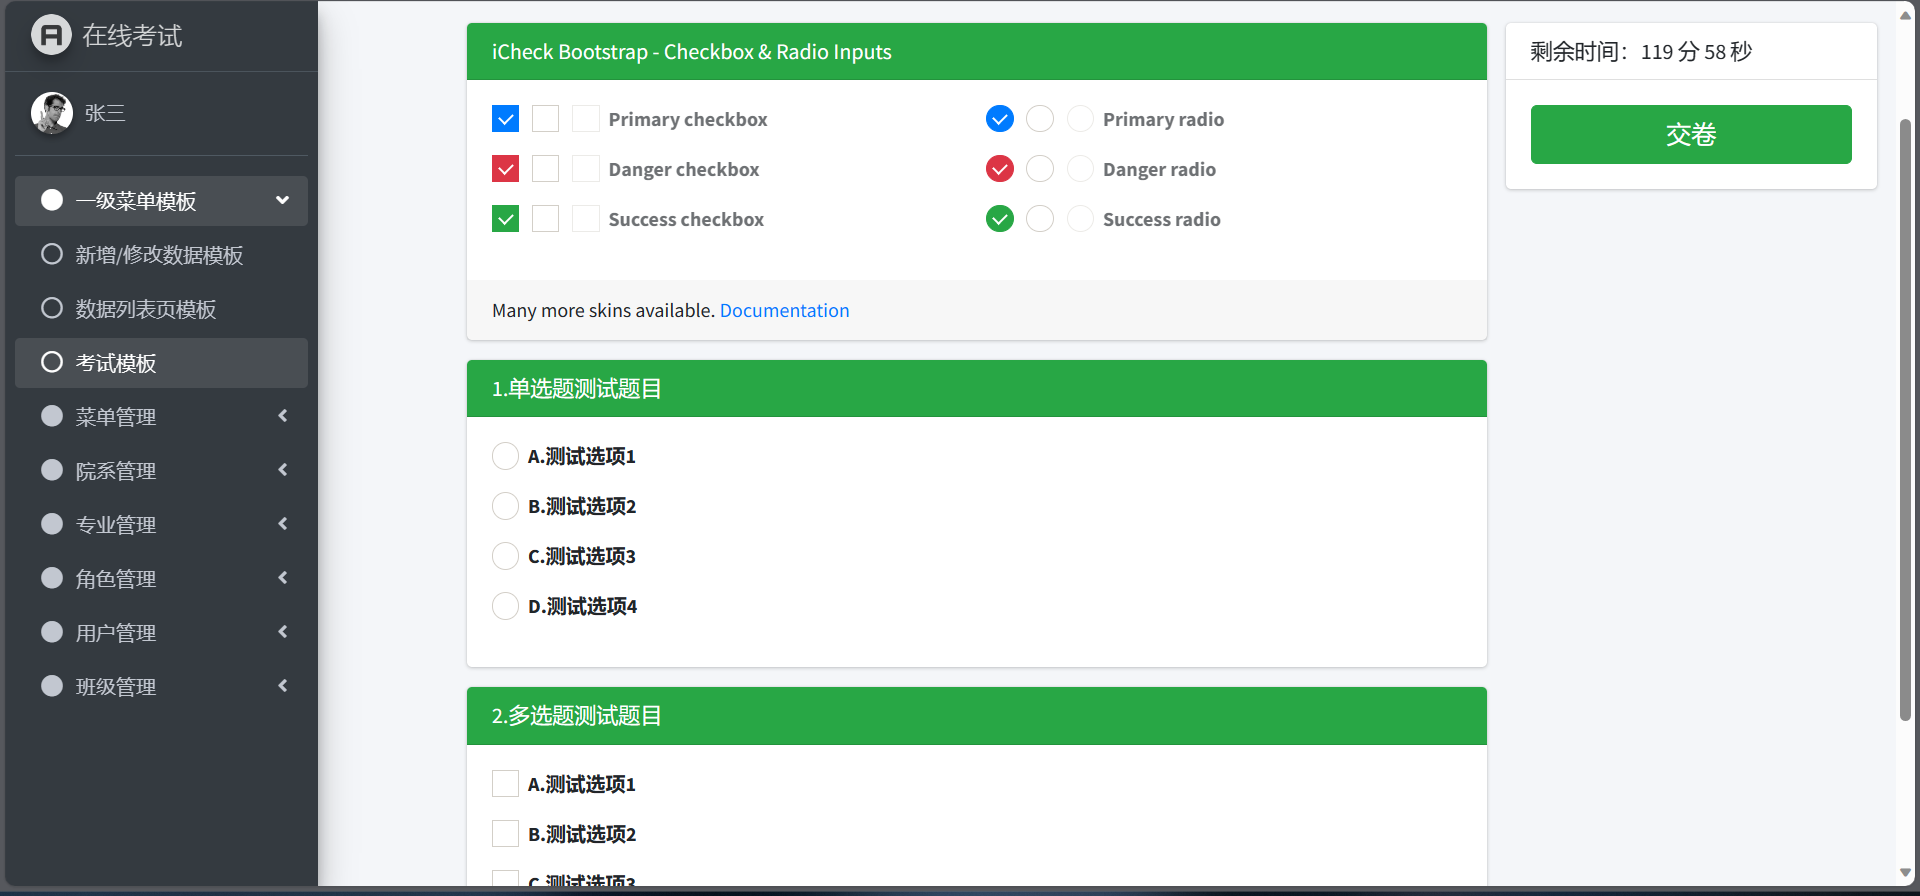 在线考试
张三
一级菜单模板
新增/修改数据模板
数据列表页模板
考试模板
菜单管理
院系管理
专业管理
角色管理
用户管理
班级管理
iCheck Bootstrap - Checkbox & Radio Inputs
Primary checkbox
Primary radio
Danger checkbox
Danger radio
Success checkbox
Success radio
Many more skins available. Documentation
1.单选题测试题目
A.测试选项1
B.测试选项2
C.测试选项3
D.测试选项4
2.多选题测试题目
A.测试选项1
B.测试选项2
C.测试选项3
剩余时间：119 分 58 秒
交卷